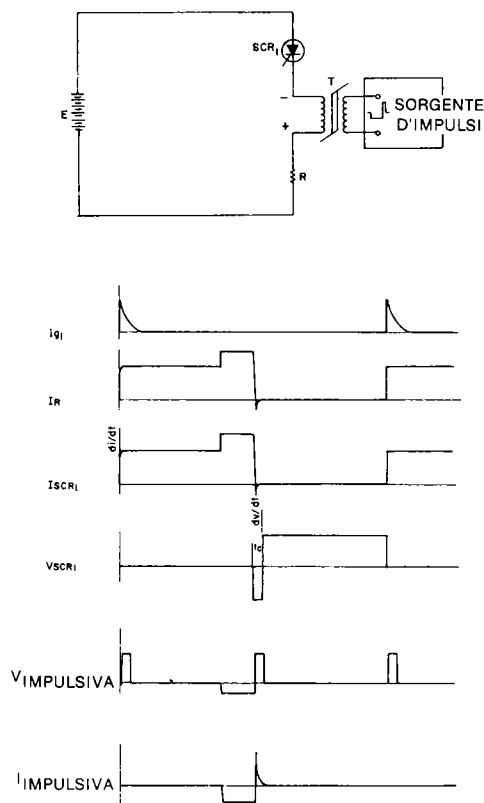 SCR1
T
E
− 
+
SORGENTE
D'IMPULSI
R
Ig1
IR
di/dt
ISCR1
dv/dt
tc
VSCR1
VIMPULSIVA
IIMPULSIVA